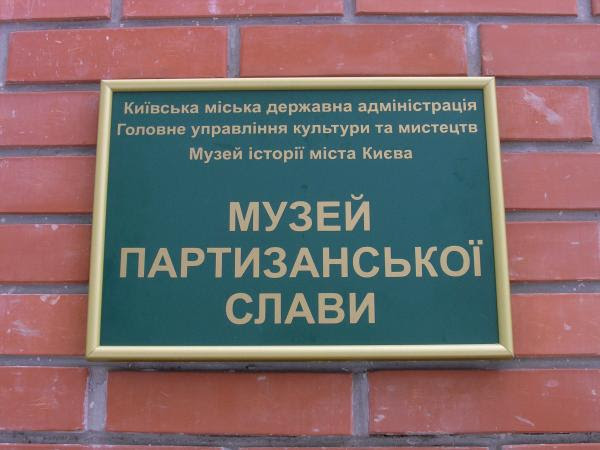 Київська міська державна адміністрація
Головне управління культури та мистецтв
Музей історії міста Києва
МУЗЕЙ
ПАРТИЗАНСЬКОЇ
СЛАВИ